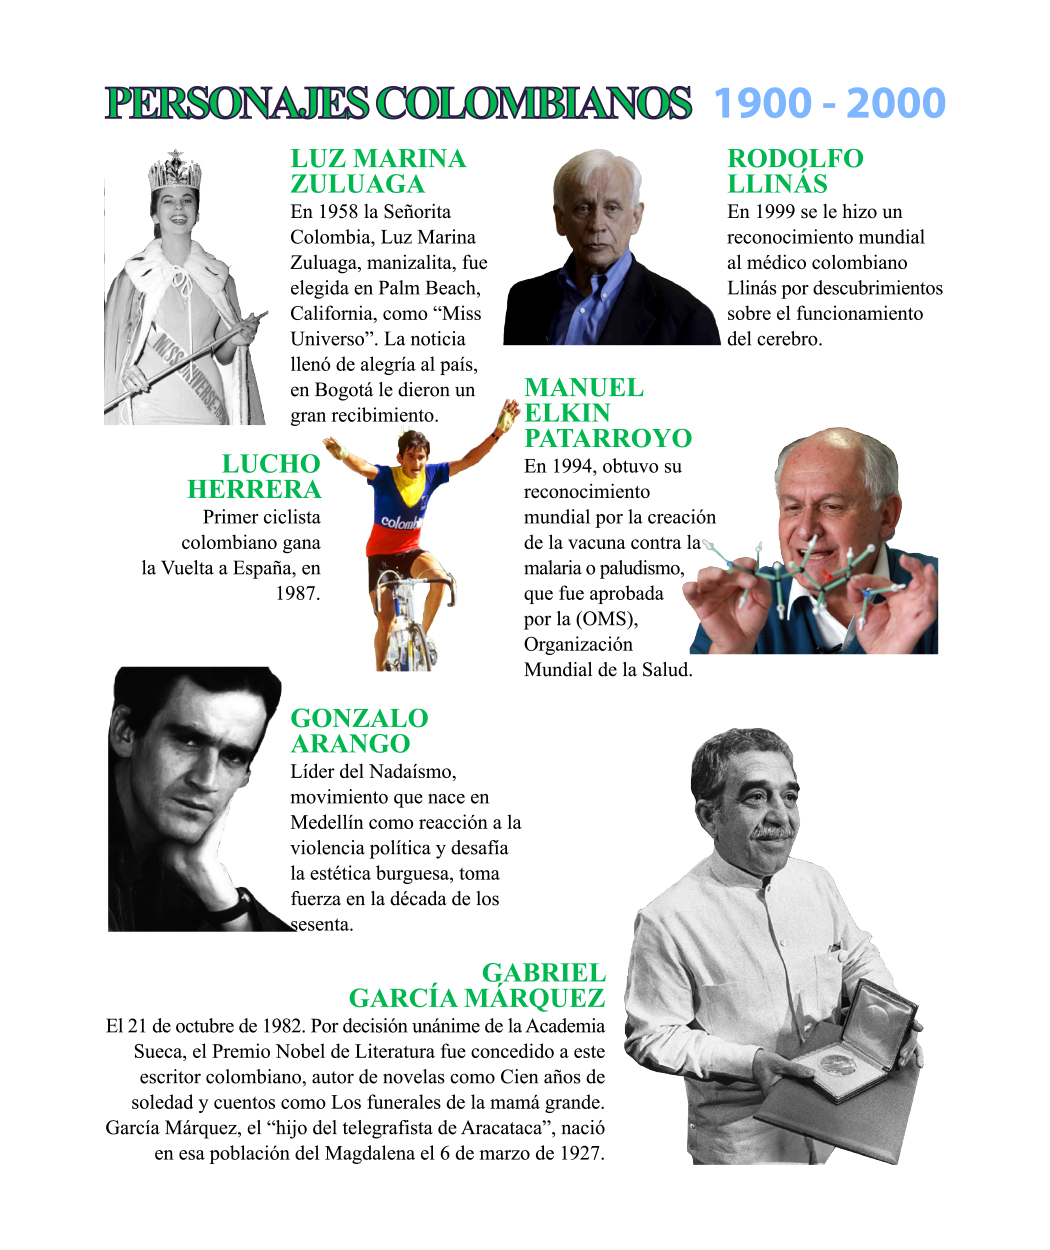 PERSONAJES COLOMBIANOS 1900 - 2000
LUZ MARINA
ZULUAGA
En 1958 la Señorita
Colombia, Luz Marina
Zuluaga, manizalita, fue
elegida en Palm Beach,
California, como “Miss
Universo”. La noticia
llenó de alegría al país,
en Bogotá le dieron un
gran recibimiento.
MISS UNIVERSE
RODOLFO
LLINÁS
En 1999 se le hizo un
reconocimiento mundial
al médico colombiano
Llinás por descubrimientos
sobre el funcionamiento
del cerebro.
LUCHO
HERRERA
Primer ciclista
colombiano gana
la Vuelta a España, en
1987.
MANUEL
ELKIN
PATARROYO
En 1994, obtuvo su
reconocimiento
mundial por la creación
de la vacuna contra la
malaria o paludismo,
que fue aprobada
por la (OMS),
Organización
Mundial de la Salud.
GONZALO
ARANGO
Líder del Nadaísmo,
movimiento que nace en
Medellín como reacción a la
violencia política y desafía
la estética burguesa, toma
fuerza en la década de los
sesenta.
GABRIEL
GARCÍA MÁRQUEZ
El 21 de octubre de 1982. Por decisión unánime de la Academia
Sueca, el Premio Nobel de Literatura fue concedido a este
escritor colombiano, autor de novelas como Cien años de
soledad y cuentos como Los funerales de la mamá grande.
García Márquez, el “hijo del telegrafista de Aracataca”, nació
en esa población del Magdalena el 6 de marzo de 1927.